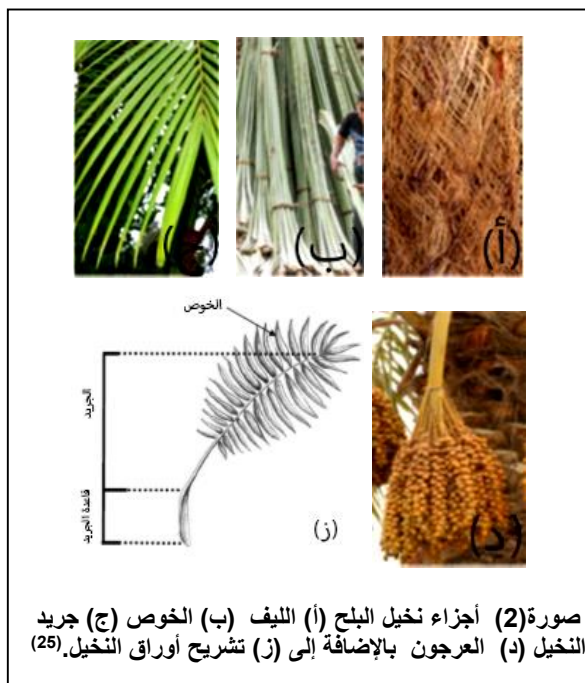 (أ)
(ب)
(ج)
الخوص
الجريد
قاعدة الجريد
(ز)
(د)
صورة(2) أجزاء نخيل البلح (أ) الليف (ب) الخوص (ج) جريد
النخيل (د) العرجون بالإضافة إلى (ز) تشريح أوراق النخيل.(25)